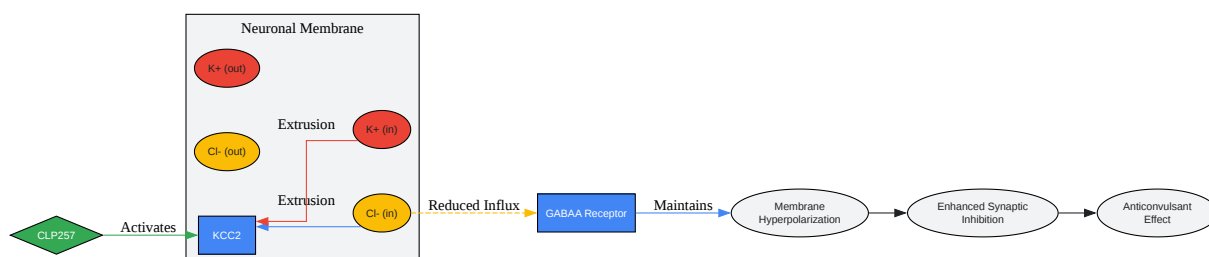 Neuronal Membrane
K+ (out)
Extrusion
K+ (in)
Cl- (out)
Extrusion
Cl- (in)
Reduced Influx
GABAA Receptor
Maintains
Membrane
Hyperpolarization
Enhanced Synaptic
Inhibition
Anticonvulsant
Effect
CLP257
Activates
KCC2